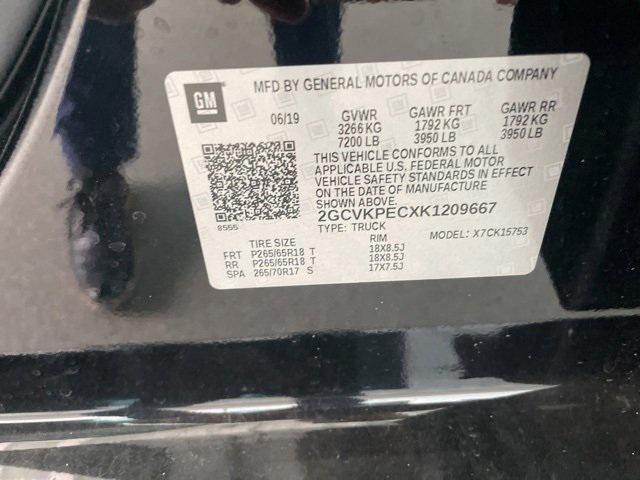 GM
MFD BY GENERAL MOTORS OF CANADA COMPANY
06/19 GVWR GAWR FRT GAWR RR
3266 KG 1792 KG 1792 KG
7200 LB 3950 LB 3950 LB
THIS VEHICLE CONFORMS TO ALL
APPLICABLE U.S. FEDERAL MOTOR
VEHICLE SAFETY STANDARDS IN EFFECT
ON THE DATE OF MANUFACTURE
SHOWN ABOVE.
8555 2GCVKPECXK1209667
TYPE: TRUCK MODEL: X7CK15753
TIRE SIZE RIM
FRT P265/65R18 T 18X8.5J
RR P265/65R18 T 18X8.5J
SPA 265/70R17 S 17X7.5J